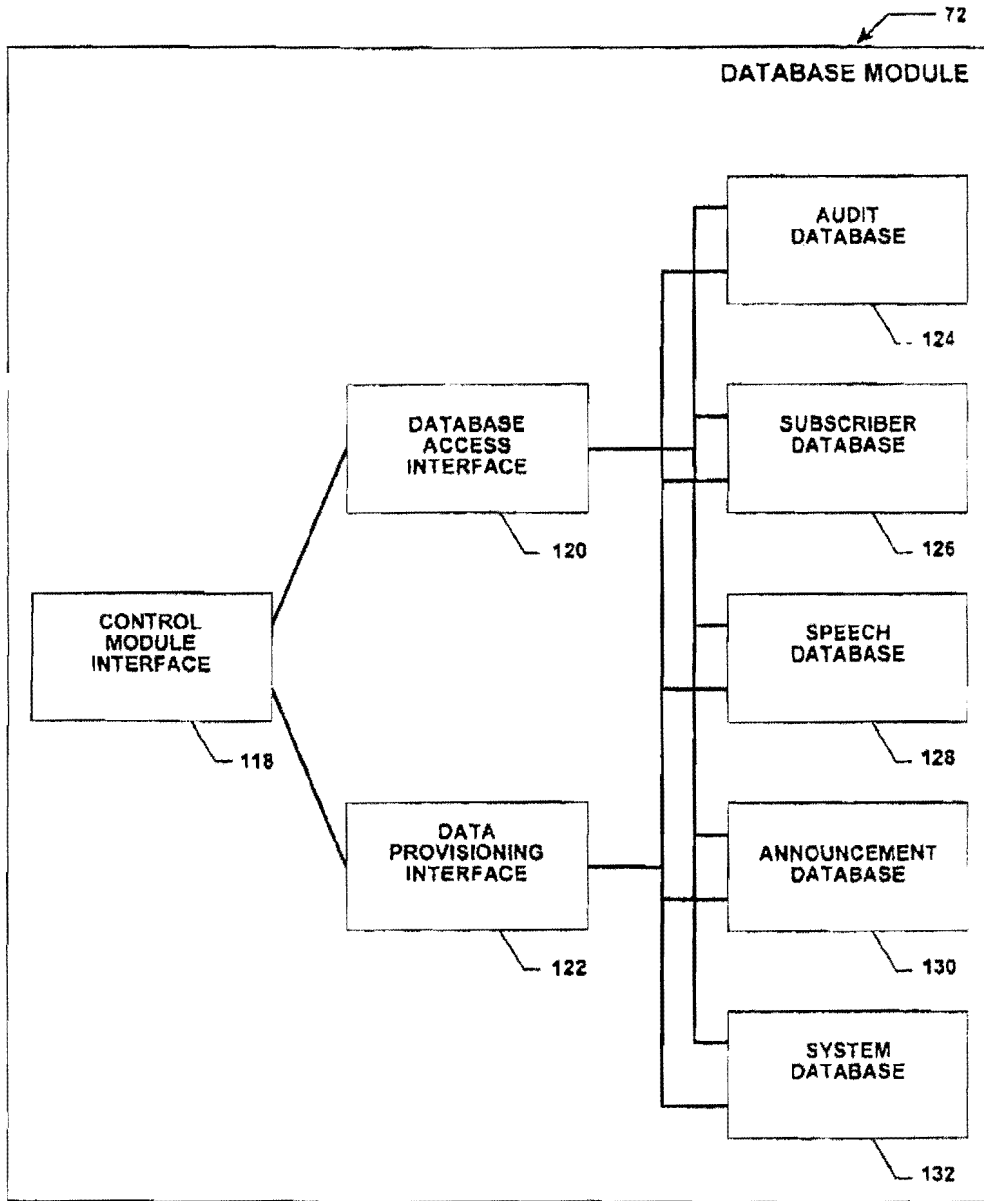 72
DATABASE MODULE
AUDIT
DATABASE
124
DATABASE
ACCESS
INTERFACE
120
SUBSCRIBER
DATABASE
126
CONTROL
MODULE
INTERFACE
118
SPEECH
DATABASE
128
DATA
PROVISIONING
INTERFACE
122
ANNOUNCEMENT
DATABASE
130
SYSTEM
DATABASE
132